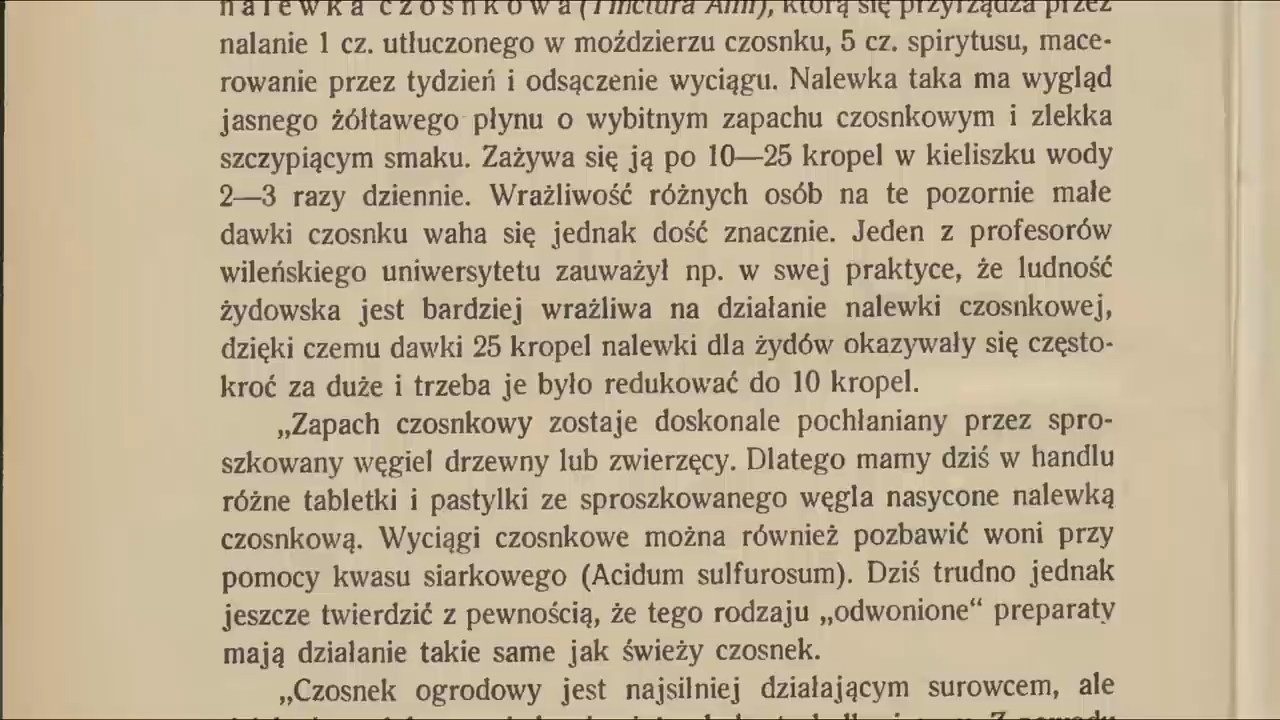 nalewka czosnkowa (Tinctura Allii), którą się przyrządza przez
nalanie 1 cz. utłuczonego w moździerzu czosnku, 5 cz. spirytusu, mace-
rowanie przez tydzień i odsączenie wyciągu. Nalewka taka ma wygląd
jasnego żółtawego płynu o wybitnym zapachu czosnkowym i zlekka
szczypiącym smaku. Zażywa się ją po 10—25 kropel w kieliszku wody
2—3 razy dziennie. Wrażliwość różnych osób na te pozornie małe
dawki czosnku waha się jednak dość znacznie. Jeden z profesorów
wileńskiego uniwersytetu zauważył np. w swej praktyce, że ludność
żydowska jest bardziej wrażliwa na działanie nalewki czosnkowej,
dzięki czemu dawki 25 kropel nalewki dla żydów okazywały się często-
kroć za duże i trzeba je było redukować do 10 kropel.
„Zapach czosnkowy zostaje doskonale pochłaniany przez spro-
szkowany węgiel drzewny lub zwierzęcy. Dlatego mamy dziś w handlu
różne tabletki i pastylki ze sproszkowanego węgla nasycone nalewką
czosnkową. Wyciągi czosnkowe można również pozbawić woni przy
pomocy kwasu siarkowego (Acidum sulfurosum). Dziś trudno jednak
jeszcze twierdzić z pewnością, że tego rodzaju „odwonione“ preparaty
mają działanie takie same jak świeży czosnek.
„Czosnek ogrodowy jest najsilniej działającym surowcem, ale